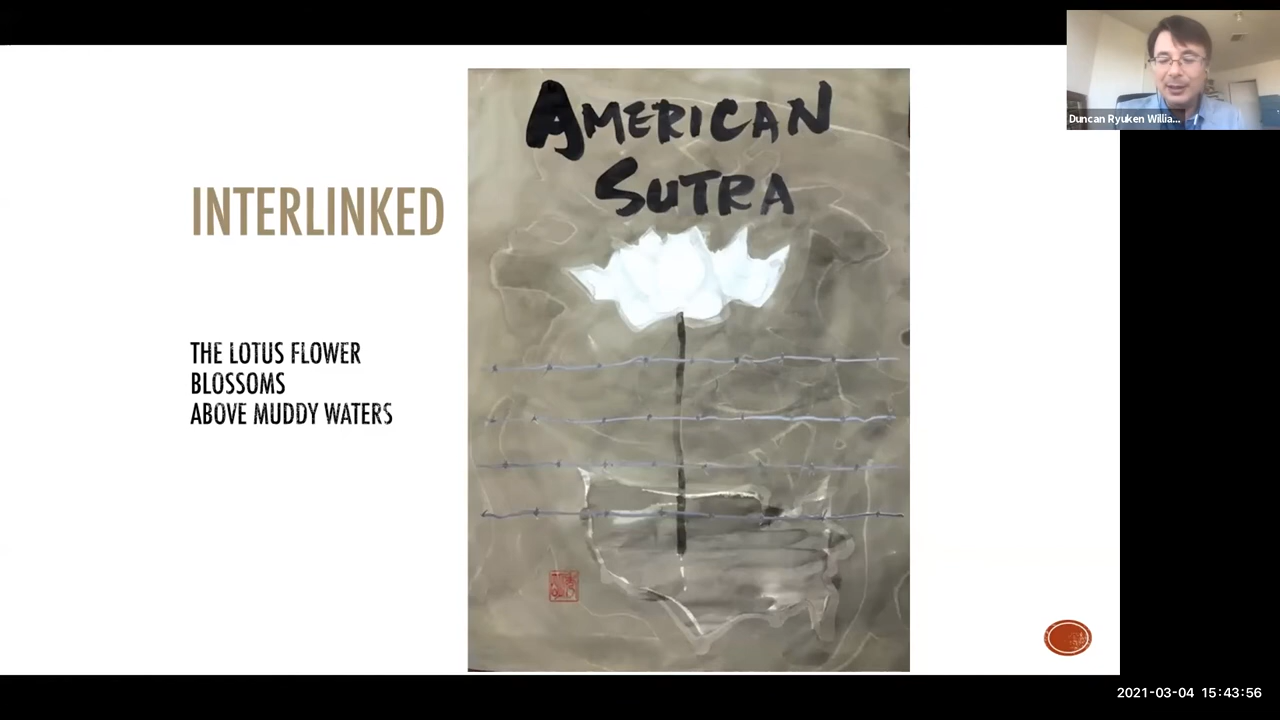 INTERLINKED
THE LOTUS FLOWER
BLOSSOMS
ABOVE MUDDY WATERS
AMERICAN
SUTRA
Duncan Ryuken Willia...
2021-03-04 15:43:56